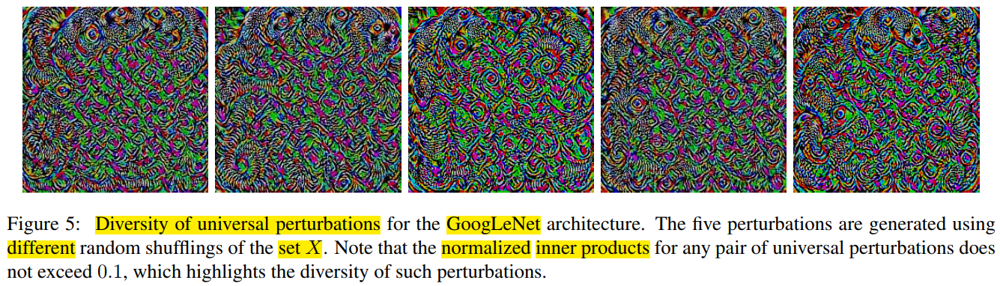 Figure 5: Diversity of universal perturbations for the GoogLeNet architecture. The five perturbations are generated using
different random shufflings of the set X. Note that the normalized inner products for any pair of universal perturbations does
not exceed 0.1, which highlights the diversity of such perturbations.